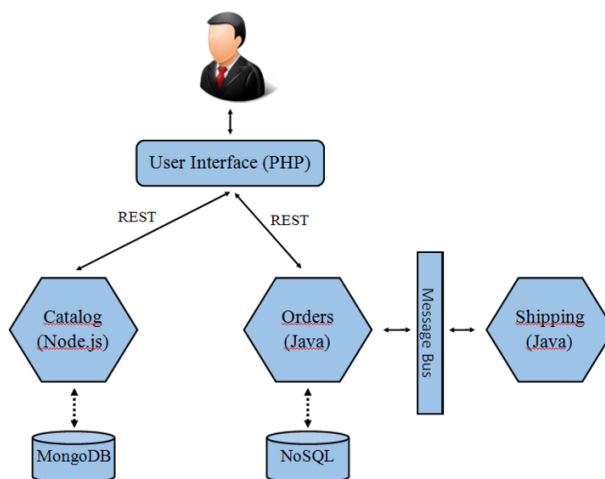 User Interface (PHP)
REST
REST
Catalog
(Node.js)
Orders
(Java)
Message Bus
Shipping
(Java)
MongoDB
NoSQL